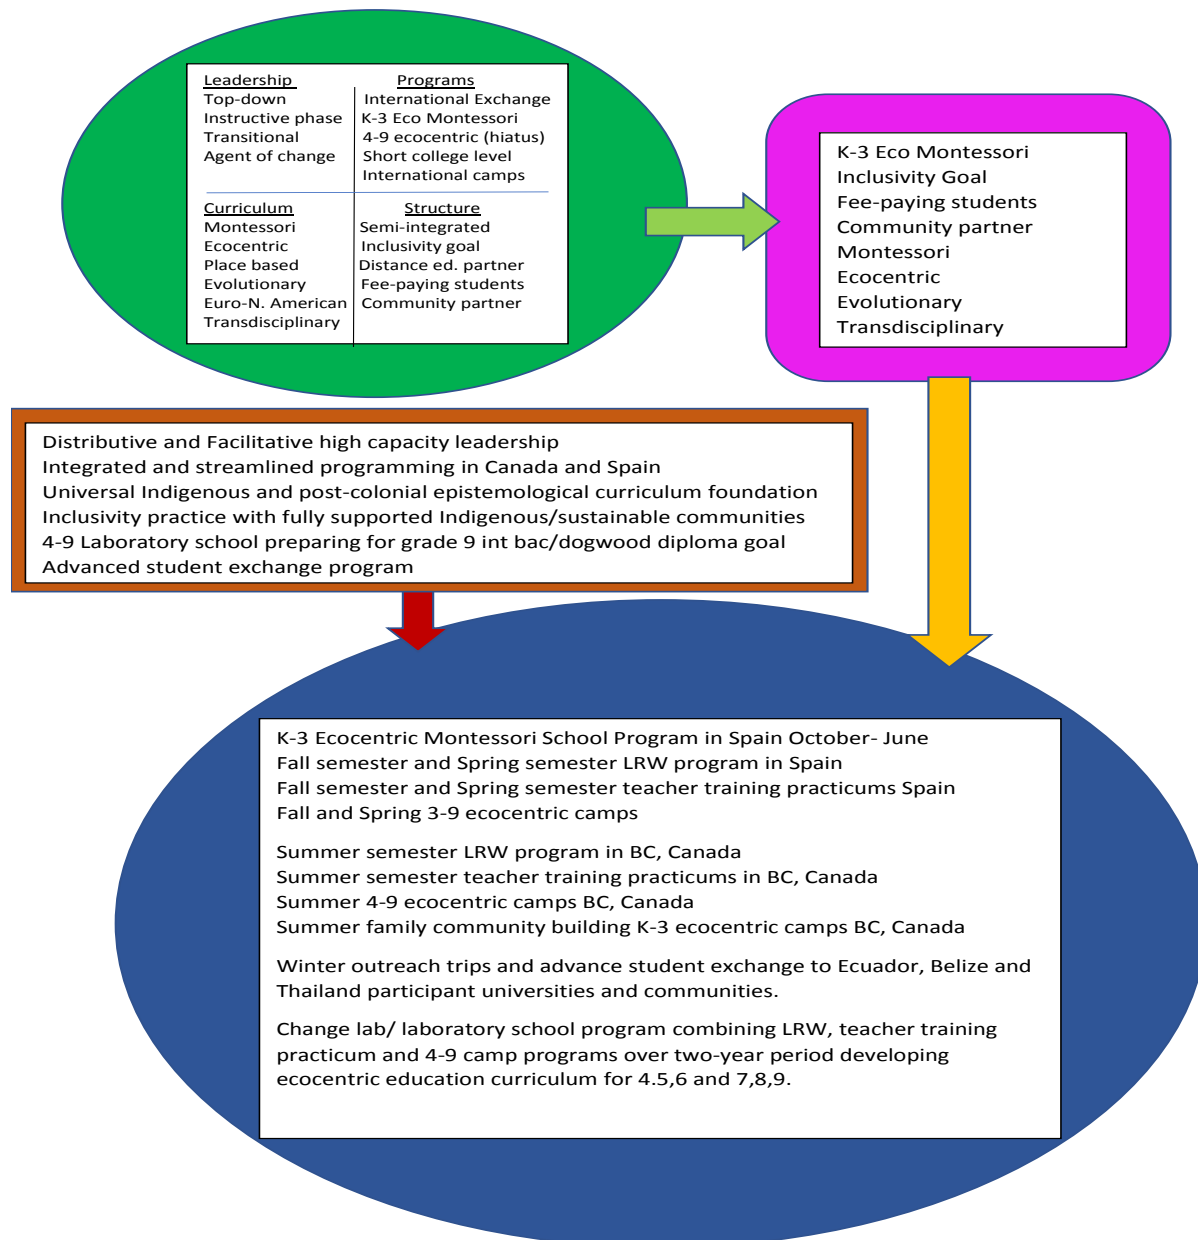 Leadership
Top-down
Instructive phase
Transitional
Agent of change
Programs
International Exchange
K-3 Eco Montessori
4-9 ecocentric (hiatus)
Short college level
International camps
Curriculum
Montessori
Ecocentric
Place based
Evolutionary
Euro-N. American
Transdisciplinary
Structure
Semi-integrated
Inclusivity goal
Distance ed. partner
Fee-paying students
Community partner
K-3 Eco Montessori
Inclusivity Goal
Fee-paying students
Community partner
Montessori
Ecocentric
Evolutionary
Transdisciplinary
Distributive and Facilitative high capacity leadership
Integrated and streamlined programming in Canada and Spain
Universal Indigenous and post-colonial epistemological curriculum foundation
Inclusivity practice with fully supported Indigenous/sustainable communities
4-9 Laboratory school preparing for grade 9 int bac/dogwood diploma goal
Advanced student exchange program
K-3 Ecocentric Montessori School Program in Spain October- June
Fall semester and Spring semester LRW program in Spain
Fall semester and Spring semester teacher training practicums Spain
Fall and Spring 3-9 ecocentric camps
Summer semester LRW program in BC, Canada
Summer semester teacher training practicums in BC, Canada
Summer 4-9 ecocentric camps BC, Canada
Summer family community building K-3 ecocentric camps BC, Canada
Winter outreach trips and advance student exchange to Ecuador, Belize and
Thailand participant universities and communities.
Change lab/ laboratory school program combining LRW, teacher training
practicum and 4-9 camp programs over two-year period developing
ecocentric education curriculum for 4.5,6 and 7,8,9.